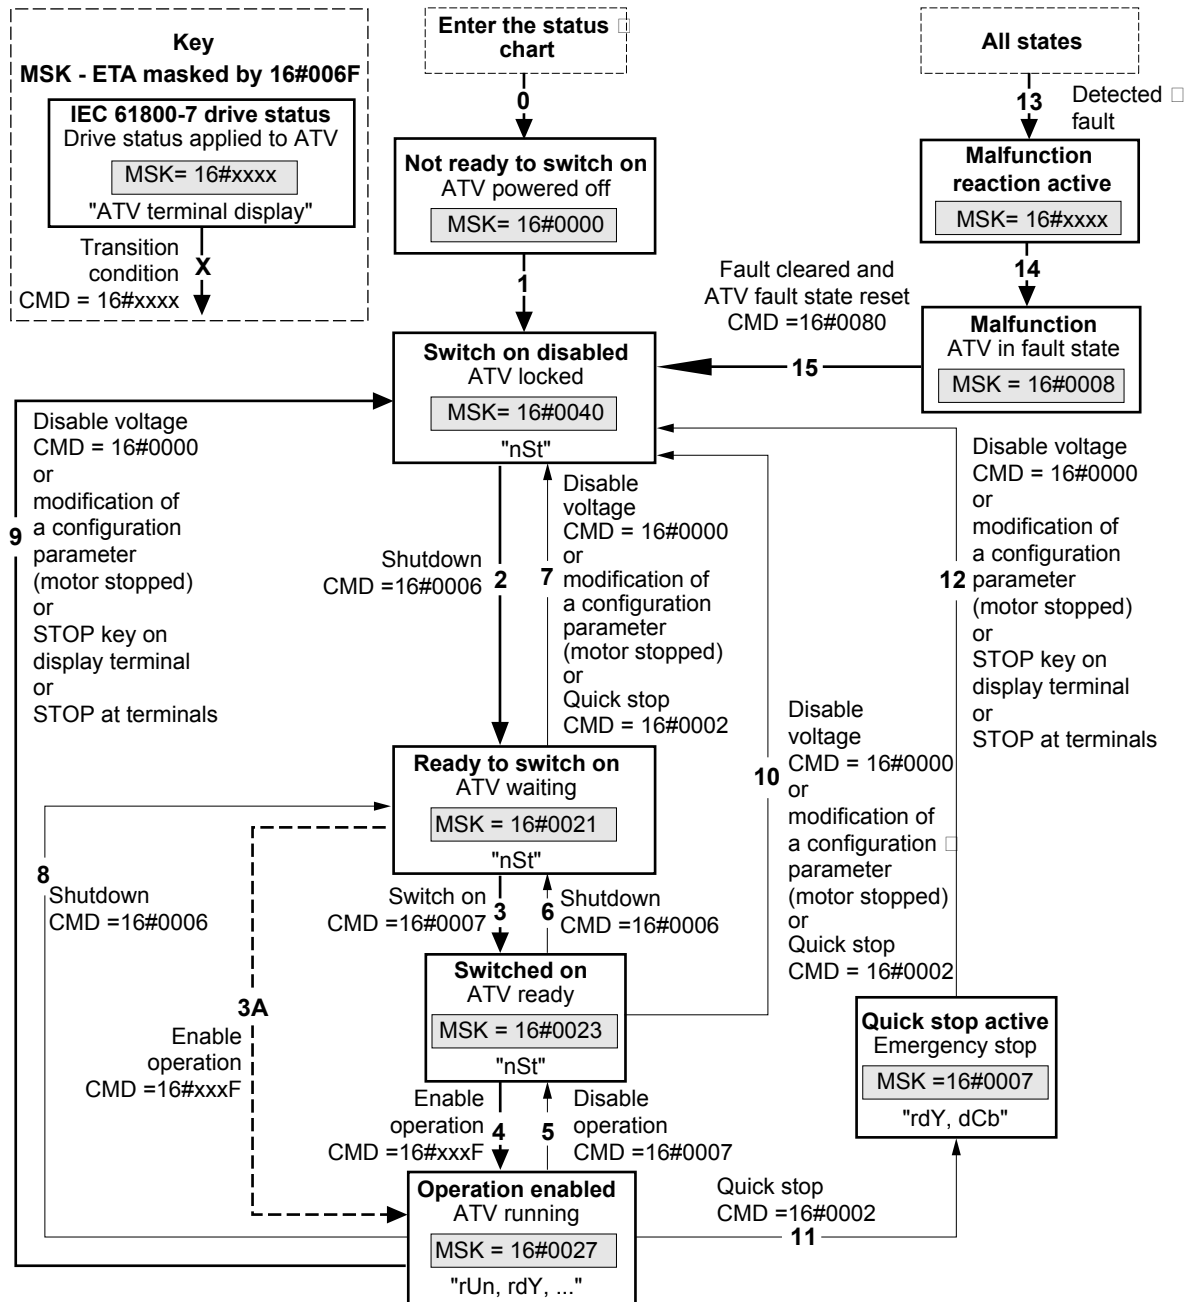 Key
MSK - ETA masked by 16#006F
IEC 61800-7 drive status
Drive status applied to ATV
MSK= 16#xxxx
"ATV terminal display"
Transition
condition
X
CMD = 16#xxxx
Enter the status
chart
0
Not ready to switch on
ATV powered off
MSK= 16#0000
1
All states
13
Detected
fault
Malfunction
reaction active
MSK= 16#xxxx
14
Malfunction
ATV in fault state
MSK = 16#0008
Fault cleared and
ATV fault state reset
CMD =16#0080
15
Switch on disabled
ATV locked
MSK= 16#0040
"nSt"
9
Disable voltage
CMD = 16#0000
or
modification of
a configuration
parameter
(motor stopped)
or
STOP key on
display terminal
or
STOP at terminals
Shutdown
CMD =16#0006
2
7
Disable
voltage
CMD = 16#0000
or
modification of
a configuration
parameter
(motor stopped)
or
Quick stop
CMD = 16#0002
12
Disable voltage
CMD = 16#0000
or
modification of
a configuration
parameter
(motor stopped)
or
STOP key on
display terminal
or
STOP at terminals
10
Disable
voltage
CMD = 16#0000
or
modification of
a configuration
parameter
(motor stopped)
or
Quick stop
CMD = 16#0002
Ready to switch on
ATV waiting
MSK = 16#0021
"nSt"
8
Shutdown
CMD =16#0006
Switch on
CMD =16#0007
3
6
Shutdown
CMD =16#0006
3A
Enable
operation
CMD =16#xxxF
Switched on
ATV ready
MSK = 16#0023
"nSt"
Enable
operation
CMD =16#xxxF
4
5
Disable
operation
CMD =16#0007
Quick stop active
Emergency stop
MSK =16#0007
"rdY, dCb"
Operation enabled
ATV running
MSK = 16#0027
"rUn, rdY, ..."
Quick stop
CMD =16#0002
11